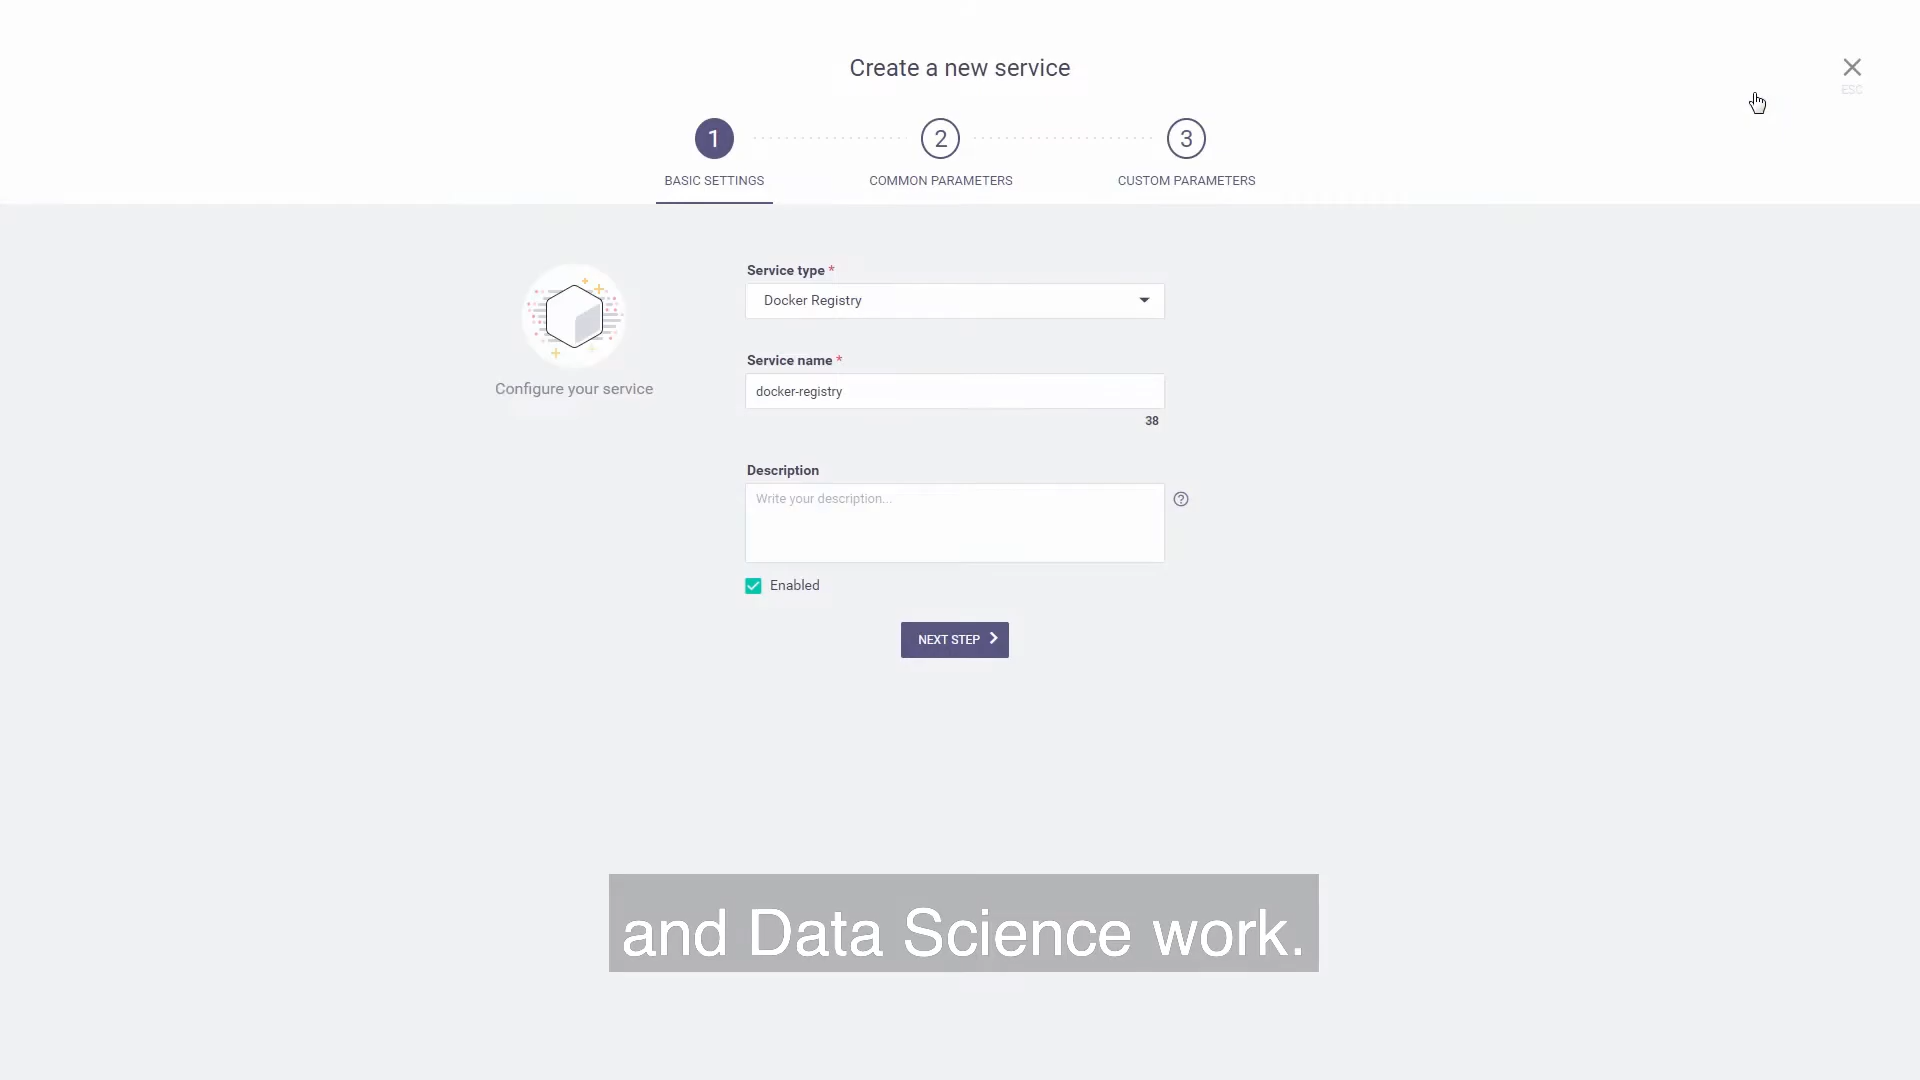 Create a new service
ESC
1
2
3
BASIC SETTINGS
COMMON PARAMETERS
CUSTOM PARAMETERS
Configure your service
Service type *
Docker Registry
Service name *
docker-registry
38
Description
Write your description...
?
Enabled
NEXT STEP
and Data Science work.